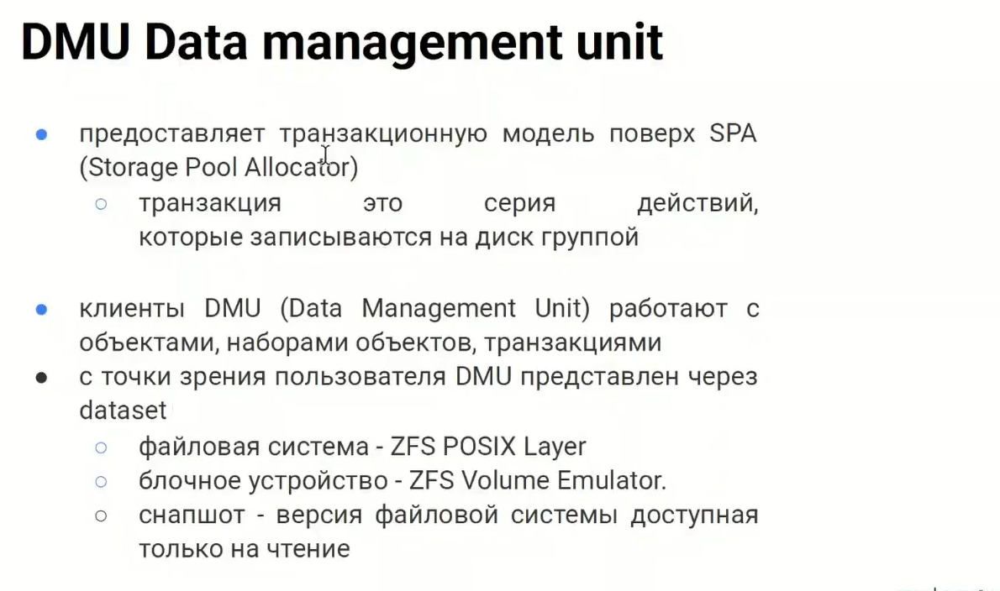 DMU Data management unit
предоставляет транзакционную модель поверх SPA
(Storage Pool Allocator)
транзакция это серия действий,
которые записываются на диск группой
клиенты DMU (Data Management Unit) работают с
объектами, наборами объектов, транзакциями
с точки зрения пользователя DMU представлен через
dataset
файловая система - ZFS POSIX Layer
блочное устройство - ZFS Volume Emulator.
снапшот - версия файловой системы доступная
только на чтение